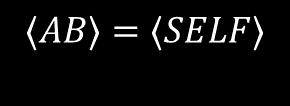 ⟨AB⟩ = ⟨SELF⟩